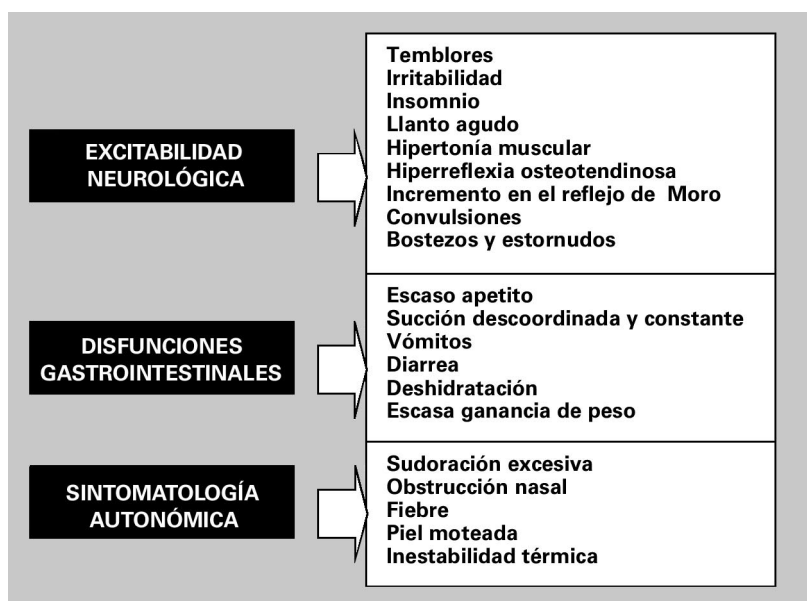 EXCITABILIDAD
NEUROLÓGICA
Temblores
Irritabilidad
Insomnio
Llanto agudo
Hipertonía muscular
Hiperreflexia osteotendinosa
Incremento en el reflejo de Moro
Convulsiones
Bostezos y estornudos
DISFUNCIONES
GASTROINTESTINALES
Escaso apetito
Succión descoordinada y constante
Vómitos
Diarrea
Deshidratación
Escasa ganancia de peso
SINTOMATOLOGÍA
AUTONÓMICA
Sudoración excesiva
Obstrucción nasal
Fiebre
Piel moteada
Inestabilidad térmica